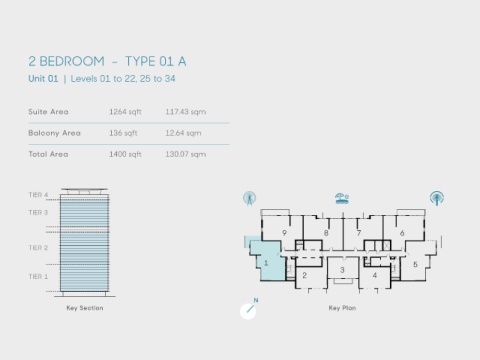 2 BEDROOM - TYPE 01 A
Unit 01 | Levels 01 to 22, 25 to 34
Suite Area 1264 sqft 117.43 sqm
Balcony Area 136 sqft 12.64 sqm
Total Area 1400 sqft 130.07 sqm
TIER 4
TIER 3
TIER 2
TIER 1
Key Section
9 8 7 6
1 2 3 4 5
N
Key Plan